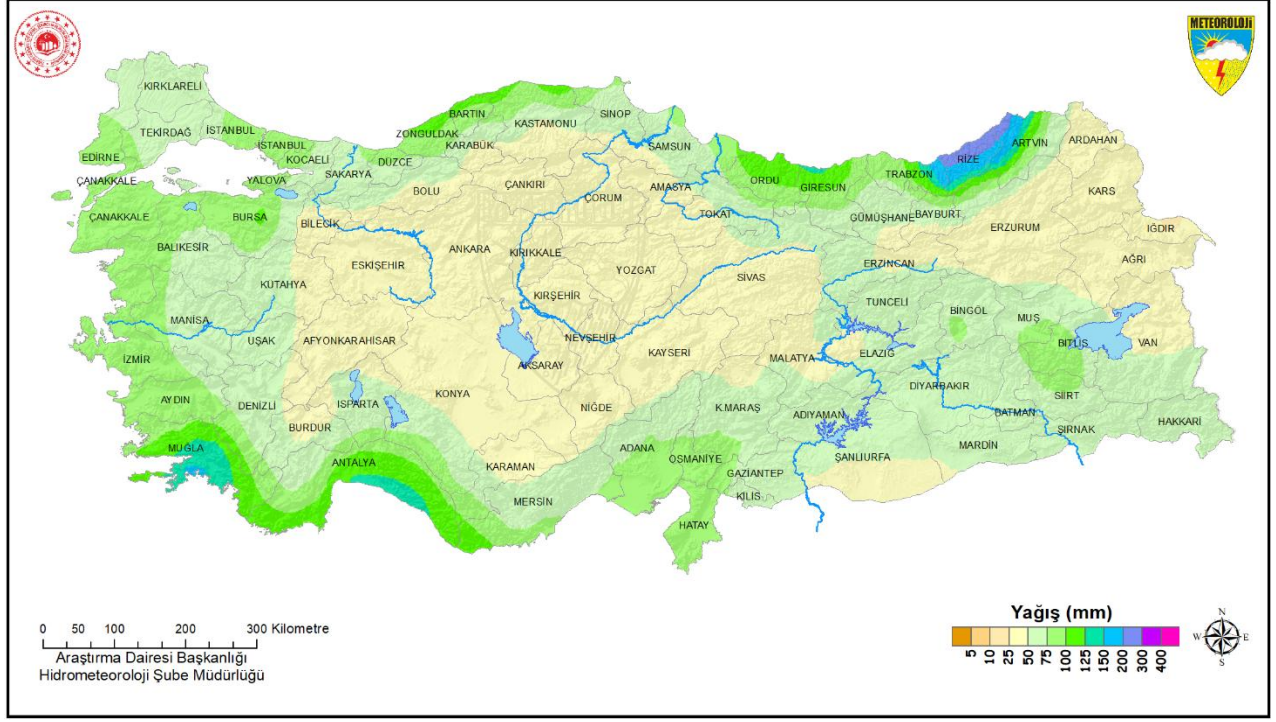 METEOROLOJİ
KIRKLARELİ
TEKİRDAĞ
İSTANBUL
İSTANBUL
EDİRNE
KOCAELİ
ÇANAKKALE
YALOVA
SAKARYA
DÜZCE
ZONGULDAK
BARTIN
KARABÜK
KASTAMONU
SİNOP
SAMSUN
ORDU
GİRESUN
TRABZON
RİZE
ARTVİN
ARDAHAN
KARS
IĞDIR
AĞRI
ERZURUM
GÜMÜŞHANE
BAYBURT
ÇANAKKALE
BURSA
BİLECİK
BOLU
ÇANKIRI
ÇORUM
AMASYA
TOKAT
BALIKESİR
ESKİŞEHİR
ANKARA
KIRIKKALE
YOZGAT
SİVAS
ERZİNCAN
TUNCELİ
BİNGÖL
MUŞ
BİTLİS
VAN
KÜTAHYA
MANİSA
UŞAK
AFYONKARAHİSAR
KIRŞEHİR
NEVŞEHİR
KAYSERİ
MALATYA
ELAZIĞ
İZMİR
AKSARAY
DİYARBAKIR
SİİRT
AYDIN
DENİZLİ
ISPARTA
KONYA
NİĞDE
K.MARAŞ
ADIYAMAN
BATMAN
ŞIRNAK
HAKKARİ
BURDUR
MUĞLA
ANTALYA
KARAMAN
ADANA
OSMANİYE
GAZİANTEP
ŞANLIURFA
MARDİN
MERSİN
KİLİS
HATAY
0 50 100 200 300 Kilometre
Araştırma Dairesi Başkanlığı
Hidrometeoroloji Şube Müdürlüğü
Yağış (mm)
5 10 25 50 75 100 125 150 200 300 400
N
W E
S